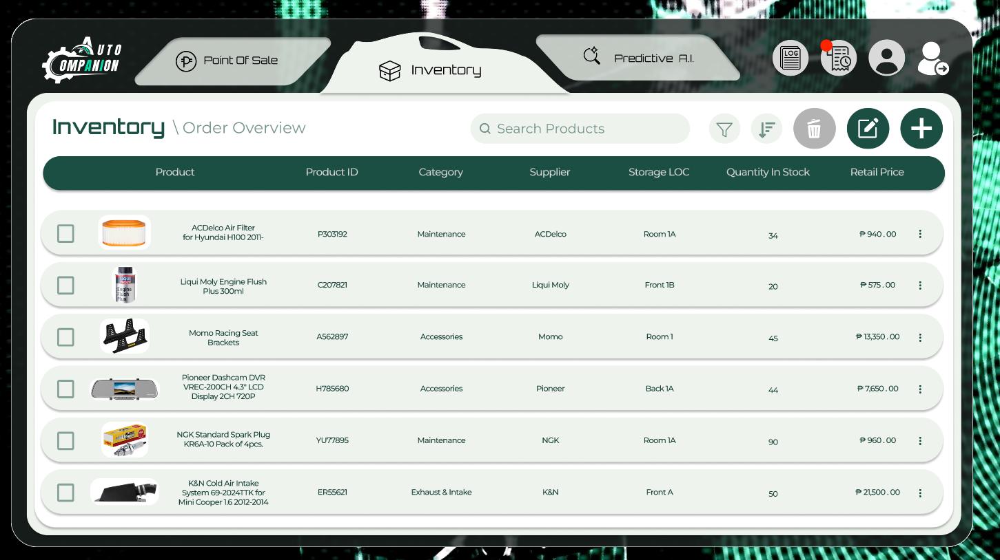 AUTO
COMPANION
Point Of Sale
Inventory
Predictive A.I.
LOG
Inventory \ Order Overview
Search Products
Product
Product ID
Category
Supplier
Storage LOC
Quantity In Stock
Retail Price
ACDelco Air Filter
for Hyundai H100 2011-
P303192
Maintenance
ACDelco
Room 1A
34
₱ 940 . 00
LIQUI
MOLY
Engine
Flush
Plus
Liqui Moly Engine Flush
Plus 300ml
C207821
Maintenance
Liqui Moly
Front 1B
20
₱ 575 . 00
Momo Racing Seat
Brackets
A562897
Accessories
Momo
Room 1
45
₱ 13,350 . 00
Pioneer Dashcam DVR
VREC-200CH 4.3" LCD
Display 2CH 720P
H785680
Accessories
Pioneer
Back 1A
44
₱ 7,650 . 00
NGK Standard Spark Plug
KR6A-10 Pack of 4pcs.
YU77895
Maintenance
NGK
Room 1A
90
₱ 960 . 00
K&N Cold Air Intake
System 69-2024TTK for
Mini Cooper 1.6 2012-2014
ER55621
Exhaust & Intake
K&N
Front A
50
₱ 21,500 . 00